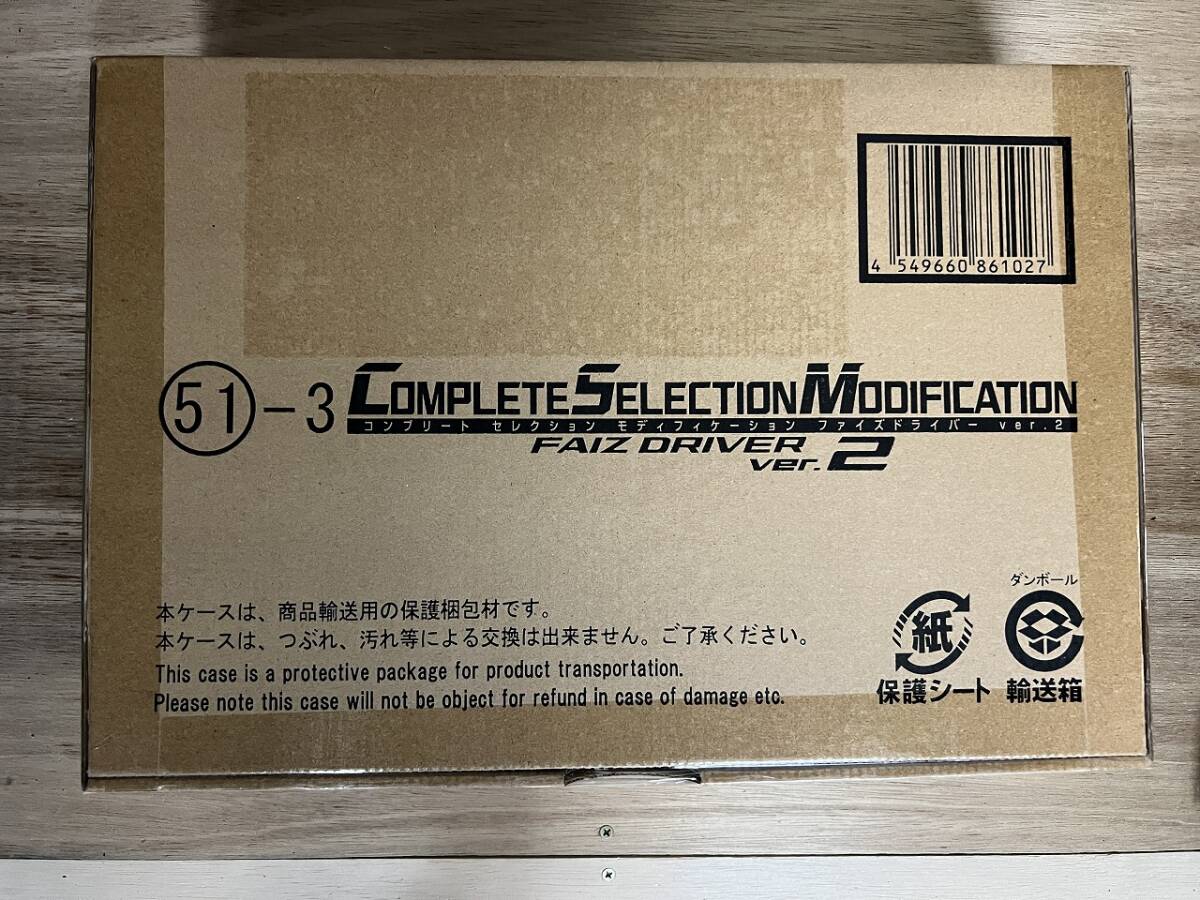 4 549660 861027
51-3 COMPLETE SELECTION MODIFICATION
コンプリート セレクション モディフィケーション ファイズドライバー ver.2
FAIZ DRIVER
ver.2
本ケースは、商品輸送用の保護梱包材です。
本ケースは、つぶれ、汚れ等による交換は出来ません。ご了承ください。
This case is a protective package for product transportation.
Please note this case will not be object for refund in case of damage etc.
紙
保護シート
ダンボール
輸送箱